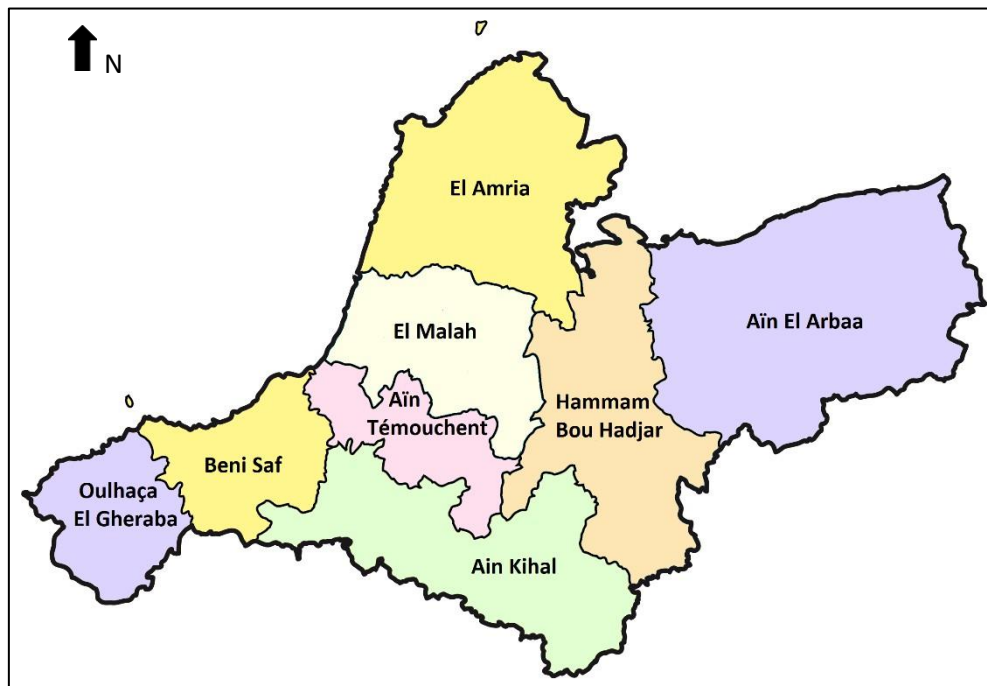 N
El Amria
El Malah
Aïn El Arbaa
Aïn
Témouchent
Hammam
Bou Hadjar
Beni Saf
Oulhaça
El Gheraba
Ain Kihal